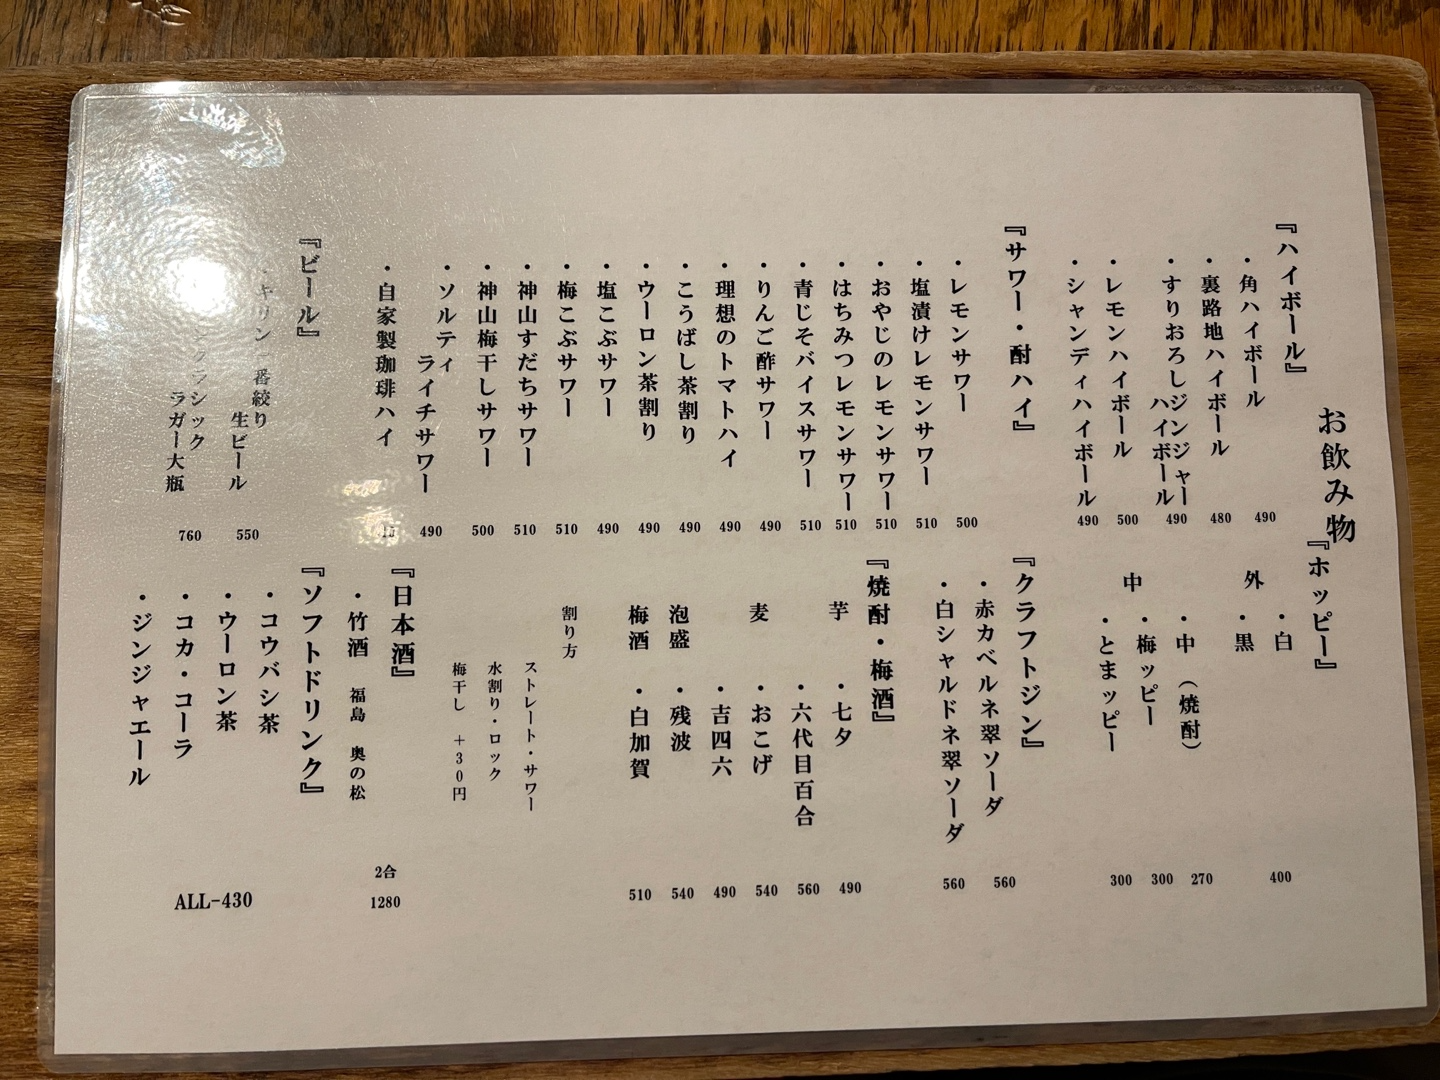 お飲み物
『ハイボール』
・角ハイボール 490
・裏路地ハイボール 480
・すりおろしジンジャー
ハイボール 490
・レモンハイボール 500
・シャンディハイボール 490
『サワー・酎ハイ』
・レモンサワー 500
・塩漬けレモンサワー 510
・おやじのレモンサワー 510
・はちみつレモンサワー 510
・青じそバイスサワー 510
・りんご酢サワー 490
・理想のトマトハイ 490
・こうばし茶割り 490
・ウーロン茶割り 490
・塩こぶサワー 490
・梅こぶサワー 510
・神山すだちサワー 510
・神山梅干しサワー 500
・ソルティ
ライチサワー 490
・自家製珈琲ハイ
『ビール』
・キリン一番絞り
生ビール 550
クラシック
ラガー大瓶 760
『ホッピー』
外 ・白 400
・黒
中 ・中(焼酎) 270
・梅ッピー 300
・とまッピー 300
『クラフトジン』
・赤カベルネ翠ソーダ 560
・白シャルドネ翠ソーダ 560
『焼酎・梅酒』
芋 ・七夕 490
・六代目百合 560
麦 ・おこげ 540
・吉四六 490
泡盛 ・残波 540
梅酒 ・白加賀 510
割り方
ストレート・サワー
水割り・ロック
梅干し +30円
『日本酒』
・竹酒 福島 奥の松 2合 1280
『ソフトドリンク』
・コウバシ茶
・ウーロン茶
・コカ・コーラ
・ジンジャエール
ALL-430